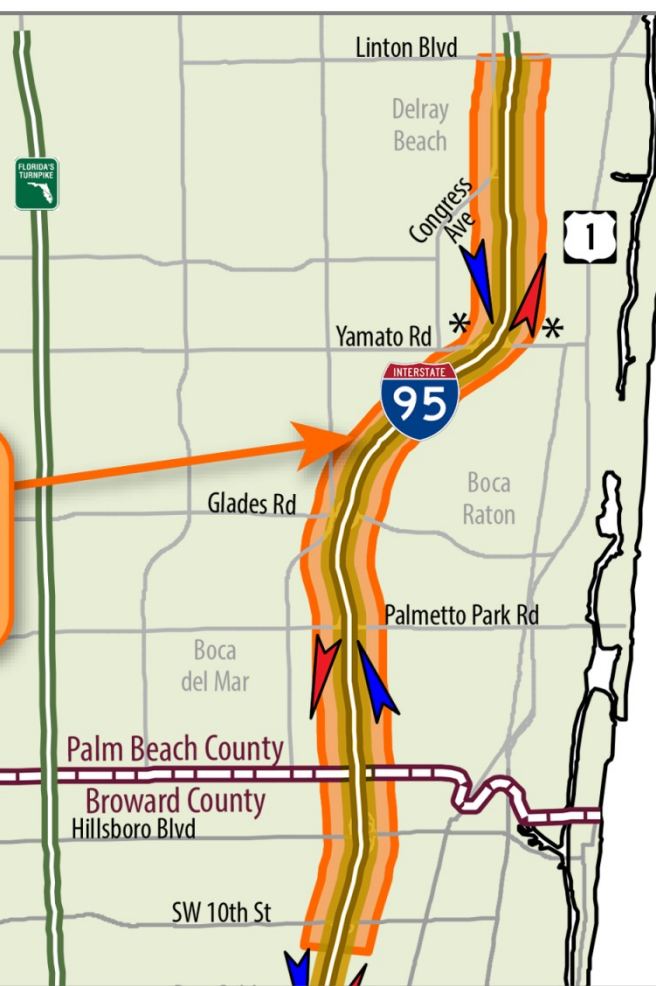 Linton Blvd
Delray
Beach
FLORIDA'S
TURNPIKE
Congress
Ave
1
*
*
Yamato Rd
INTERSTATE
95
Glades Rd
Boca
Raton
Palmetto Park Rd
Boca
del Mar
Palm Beach County
Broward County
Hillsboro Blvd
SW 10th St